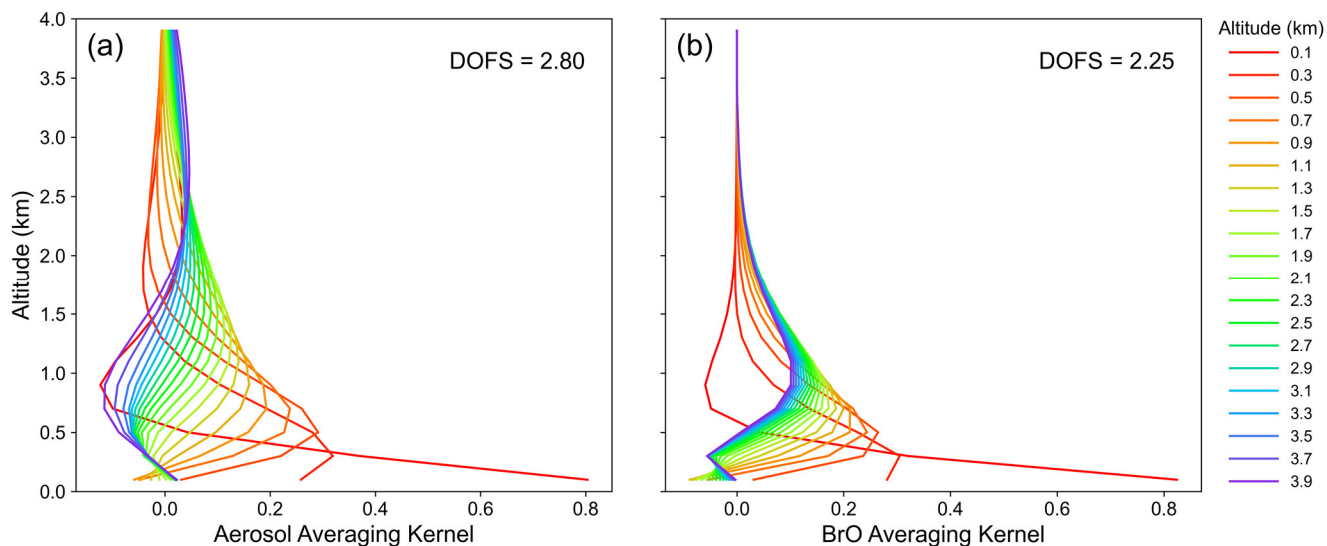 (a)
DOFS = 2.80
4.0
3.5
3.0
2.5
2.0
1.5
1.0
0.5
0.0
Altitude (km)
0.0 0.2 0.4 0.6 0.8
Aerosol Averaging Kernel
(b)
DOFS = 2.25
0.0 0.2 0.4 0.6 0.8
BrO Averaging Kernel
Altitude (km)
0.1
0.3
0.5
0.7
0.9
1.1
1.3
1.5
1.7
1.9
2.1
2.3
2.5
2.7
2.9
3.1
3.3
3.5
3.7
3.9